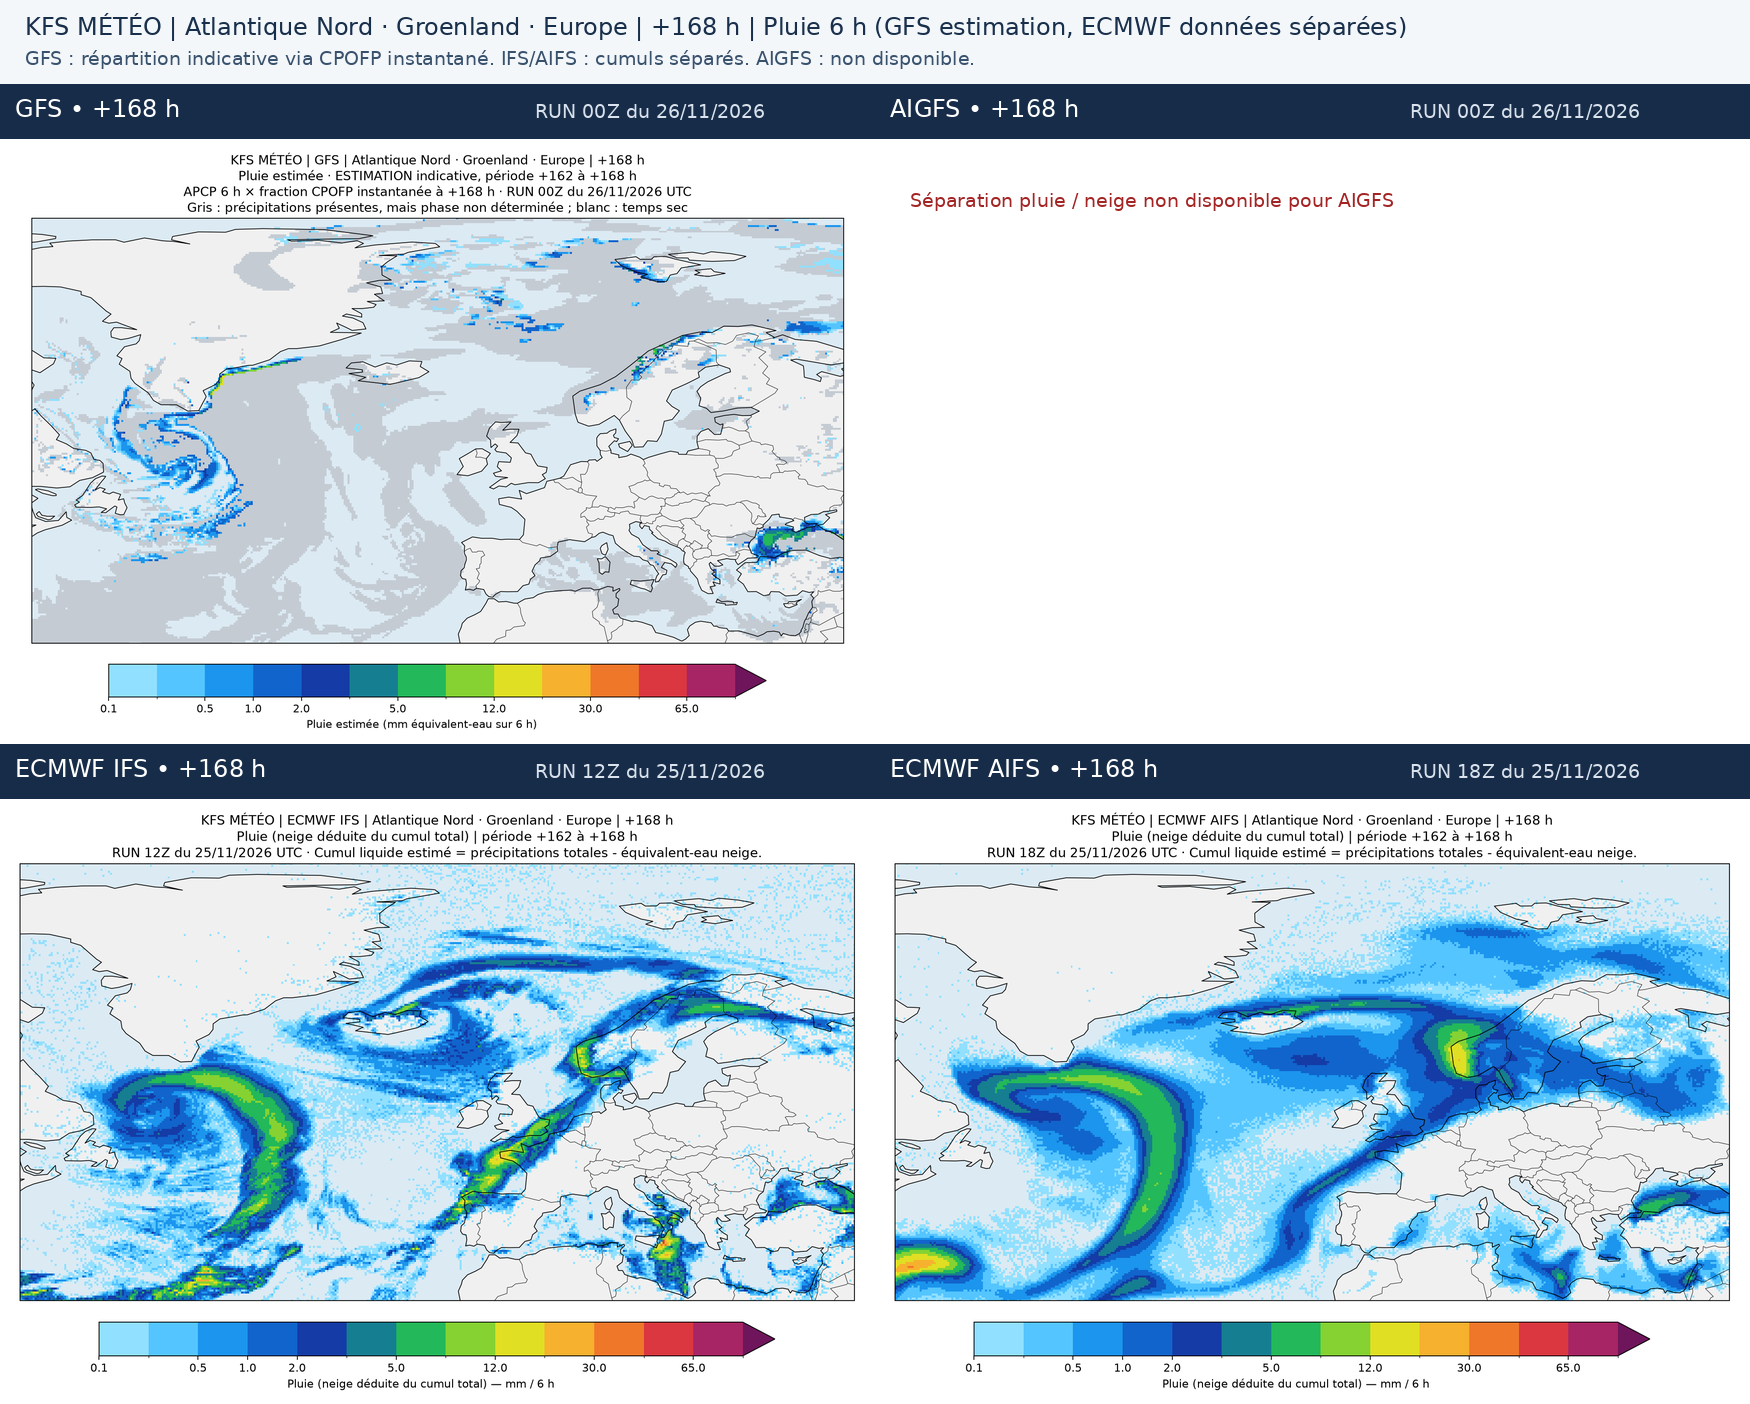 KFS MÉTÉO | Atlantique Nord · Groenland · Europe | +168 h | Pluie 6 h (GFS estimation, ECMWF données séparées)
GFS : répartition indicative via CPOFP instantané. IFS/AIFS : cumuls séparés. AIGFS : non disponible.
GFS • +168 h
RUN 00Z du 26/11/2026
AIGFS • +168 h
RUN 00Z du 26/11/2026
KFS MÉTÉO | GFS | Atlantique Nord · Groenland · Europe | +168 h
Pluie estimée · ESTIMATION indicative, période +162 à +168 h
APCP 6 h × fraction CPOFP instantanée à +168 h · RUN 00Z du 26/11/2026 UTC
Gris : précipitations présentes, mais phase non déterminée ; blanc : temps sec
Séparation pluie / neige non disponible pour AIGFS
0.1 0.5 1.0 2.0 5.0 12.0 30.0 65.0
Pluie estimée (mm équivalent-eau sur 6 h)
ECMWF IFS • +168 h
RUN 12Z du 25/11/2026
ECMWF AIFS • +168 h
RUN 18Z du 25/11/2026
KFS MÉTÉO | ECMWF IFS | Atlantique Nord · Groenland · Europe | +168 h
Pluie (neige déduite du cumul total) | période +162 à +168 h
RUN 12Z du 25/11/2026 UTC · Cumul liquide estimé = précipitations totales - équivalent-eau neige.
KFS MÉTÉO | ECMWF AIFS | Atlantique Nord · Groenland · Europe | +168 h
Pluie (neige déduite du cumul total) | période +162 à +168 h
RUN 18Z du 25/11/2026 UTC · Cumul liquide estimé = précipitations totales - équivalent-eau neige.
0.1 0.5 1.0 2.0 5.0 12.0 30.0 65.0
Pluie (neige déduite du cumul total) — mm / 6 h
0.1 0.5 1.0 2.0 5.0 12.0 30.0 65.0
Pluie (neige déduite du cumul total) — mm / 6 h